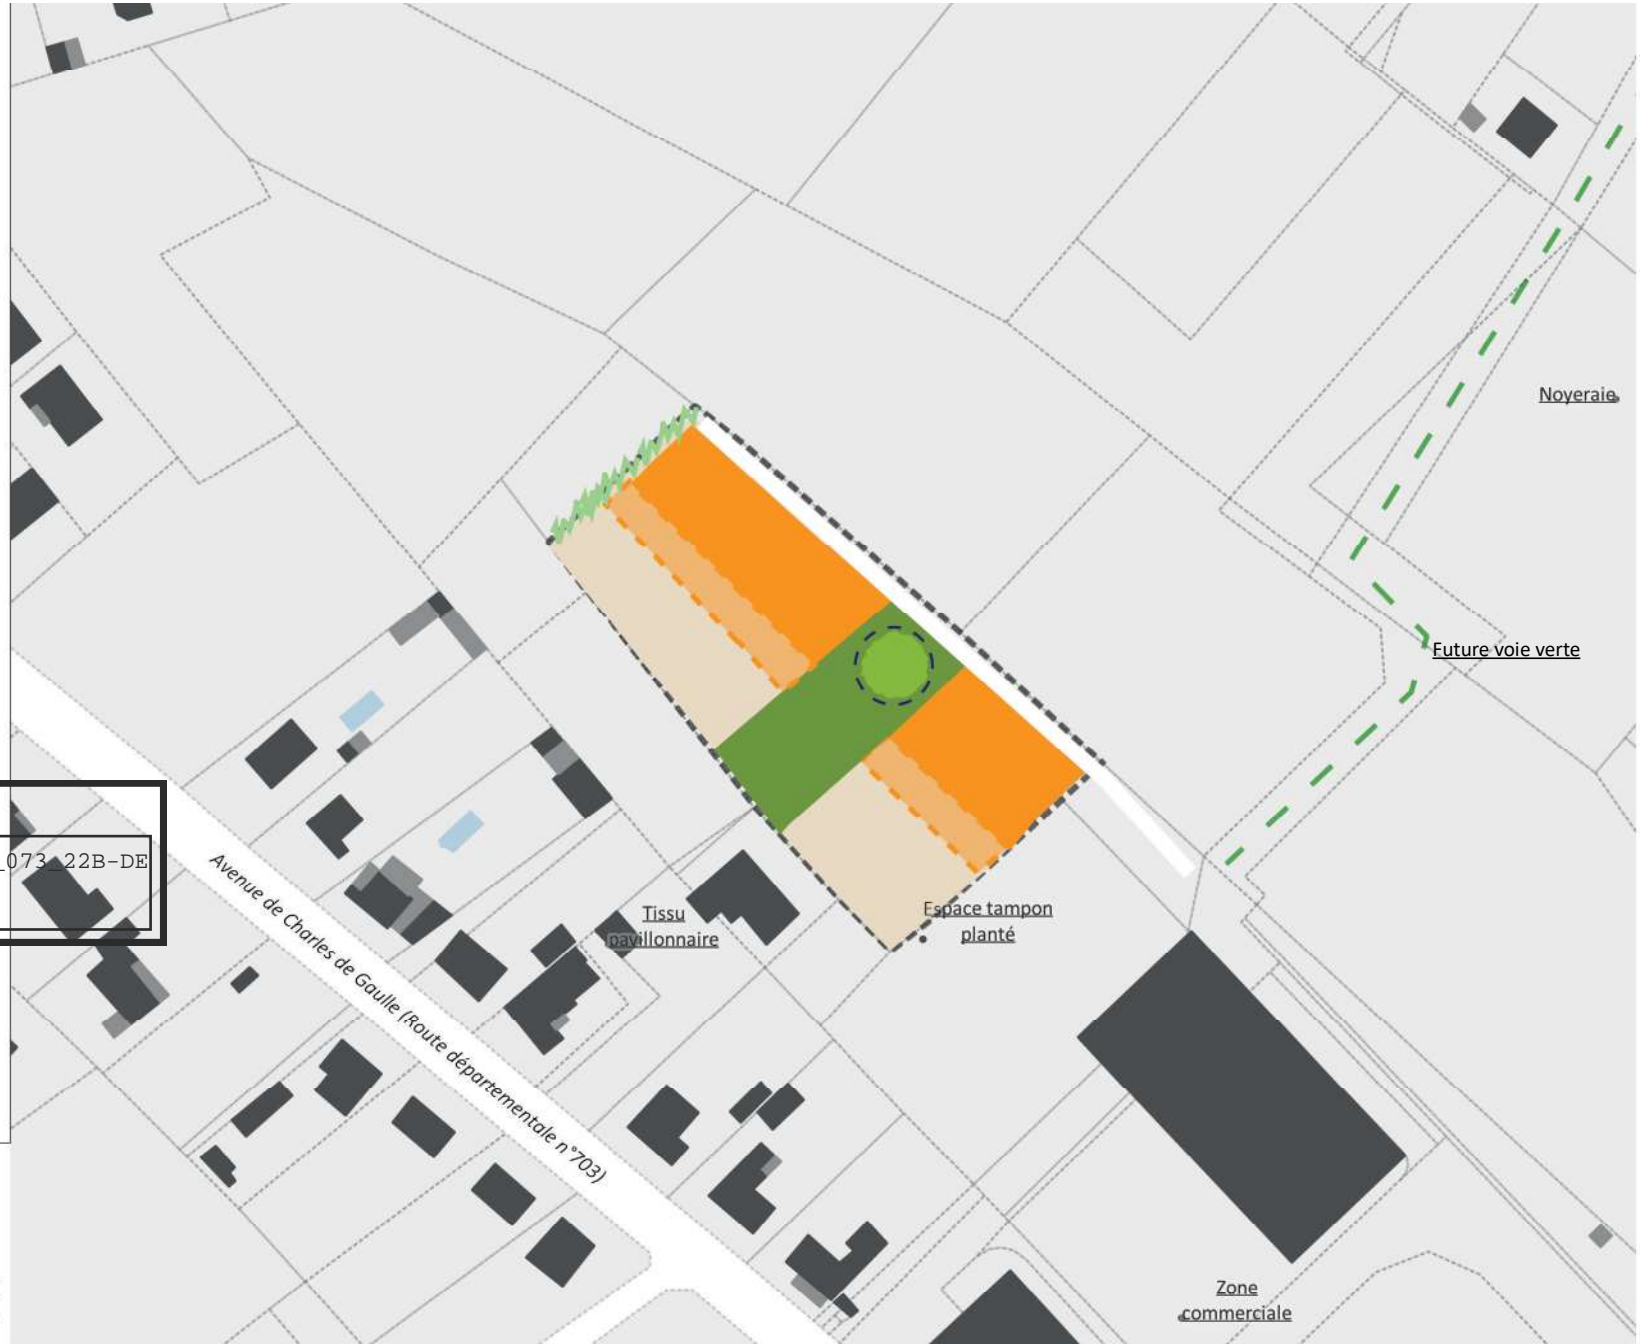 Noyeraie
Future voie verte
_073_22B-DE
Avenue de Charles de Gaulle (Route départementale n°703)
Tissu
pavillonnaire
Espace tampon
planté
Zone
commerciale